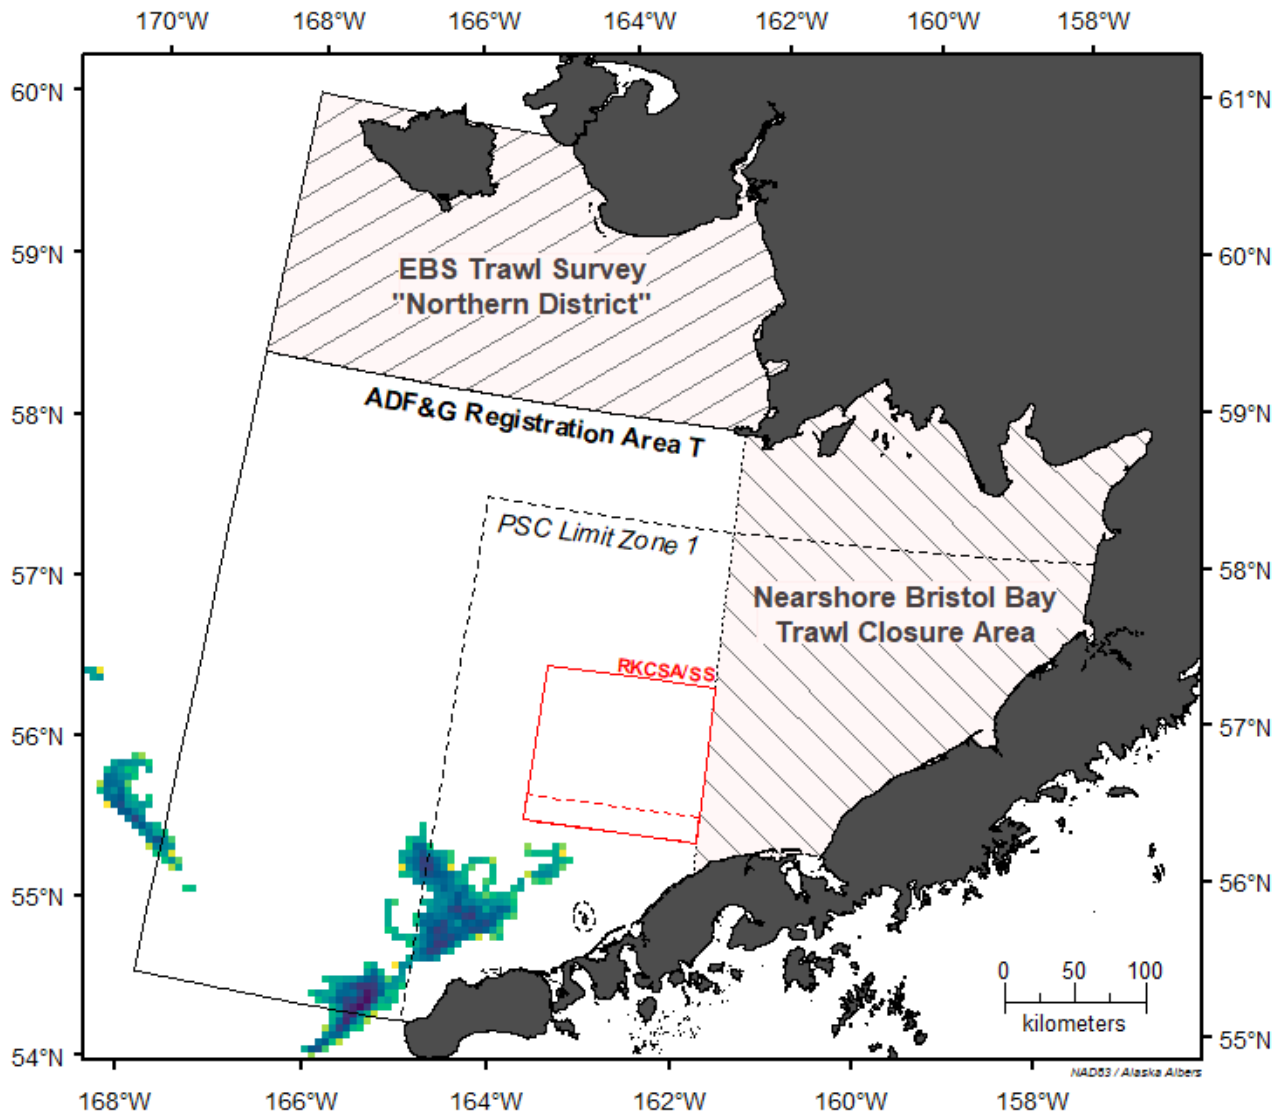 170°W 168°W 166°W 164°W 162°W 160°W 158°W
60°N
61°N
59°N
60°N
EBS Trawl Survey
"Northern District"
58°N
59°N
ADF&G Registration Area T
PSC Limit Zone 1
57°N
58°N
Nearshore Bristol Bay
Trawl Closure Area
RKCSA/SS
56°N
57°N
55°N
56°N
0 50 100
kilometers
54°N
55°N
NAD83 / Alaska Albers
168°W 166°W 164°W 162°W 160°W 158°W